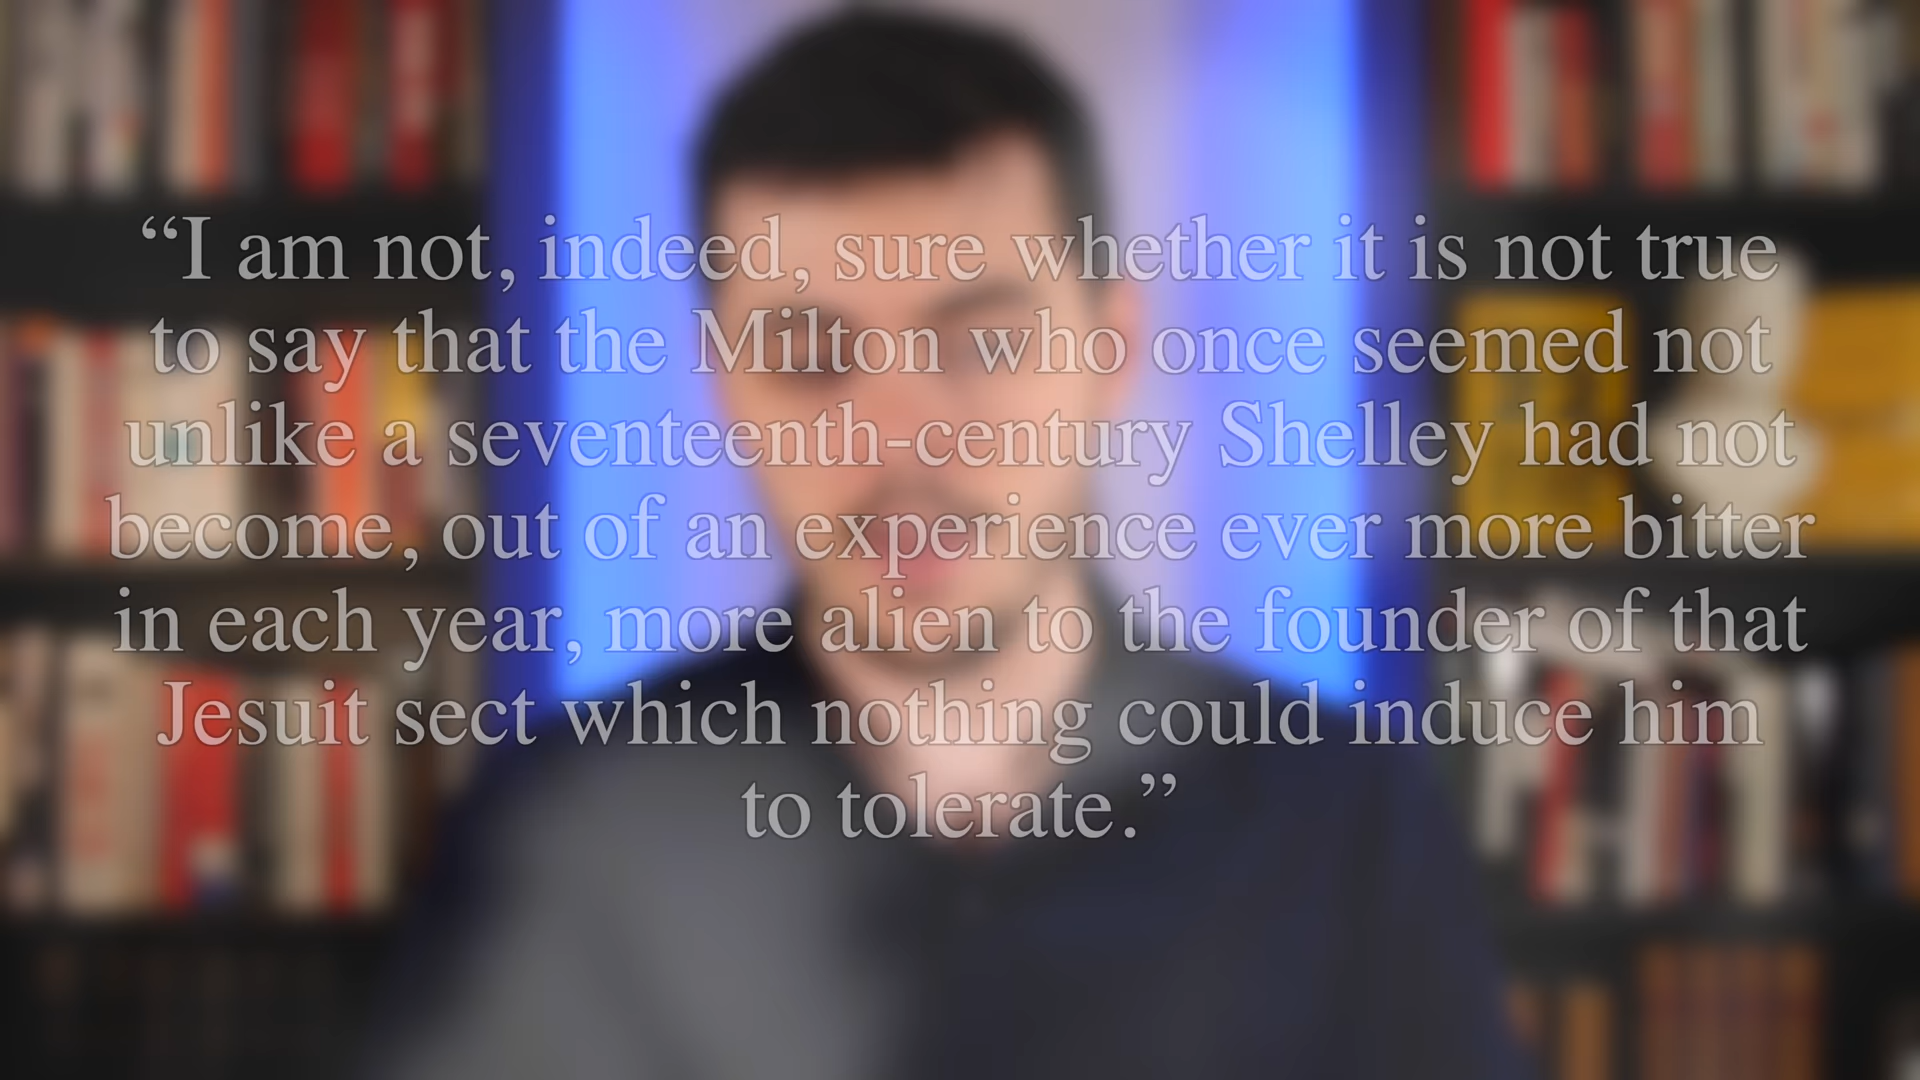 “I am not, indeed, sure whether it is not true
to say that the Milton who once seemed not
unlike a seventeenth-century Shelley had not
become, out of an experience ever more bitter
in each year, more alien to the founder of that
Jesuit sect which nothing could induce him
to tolerate.”